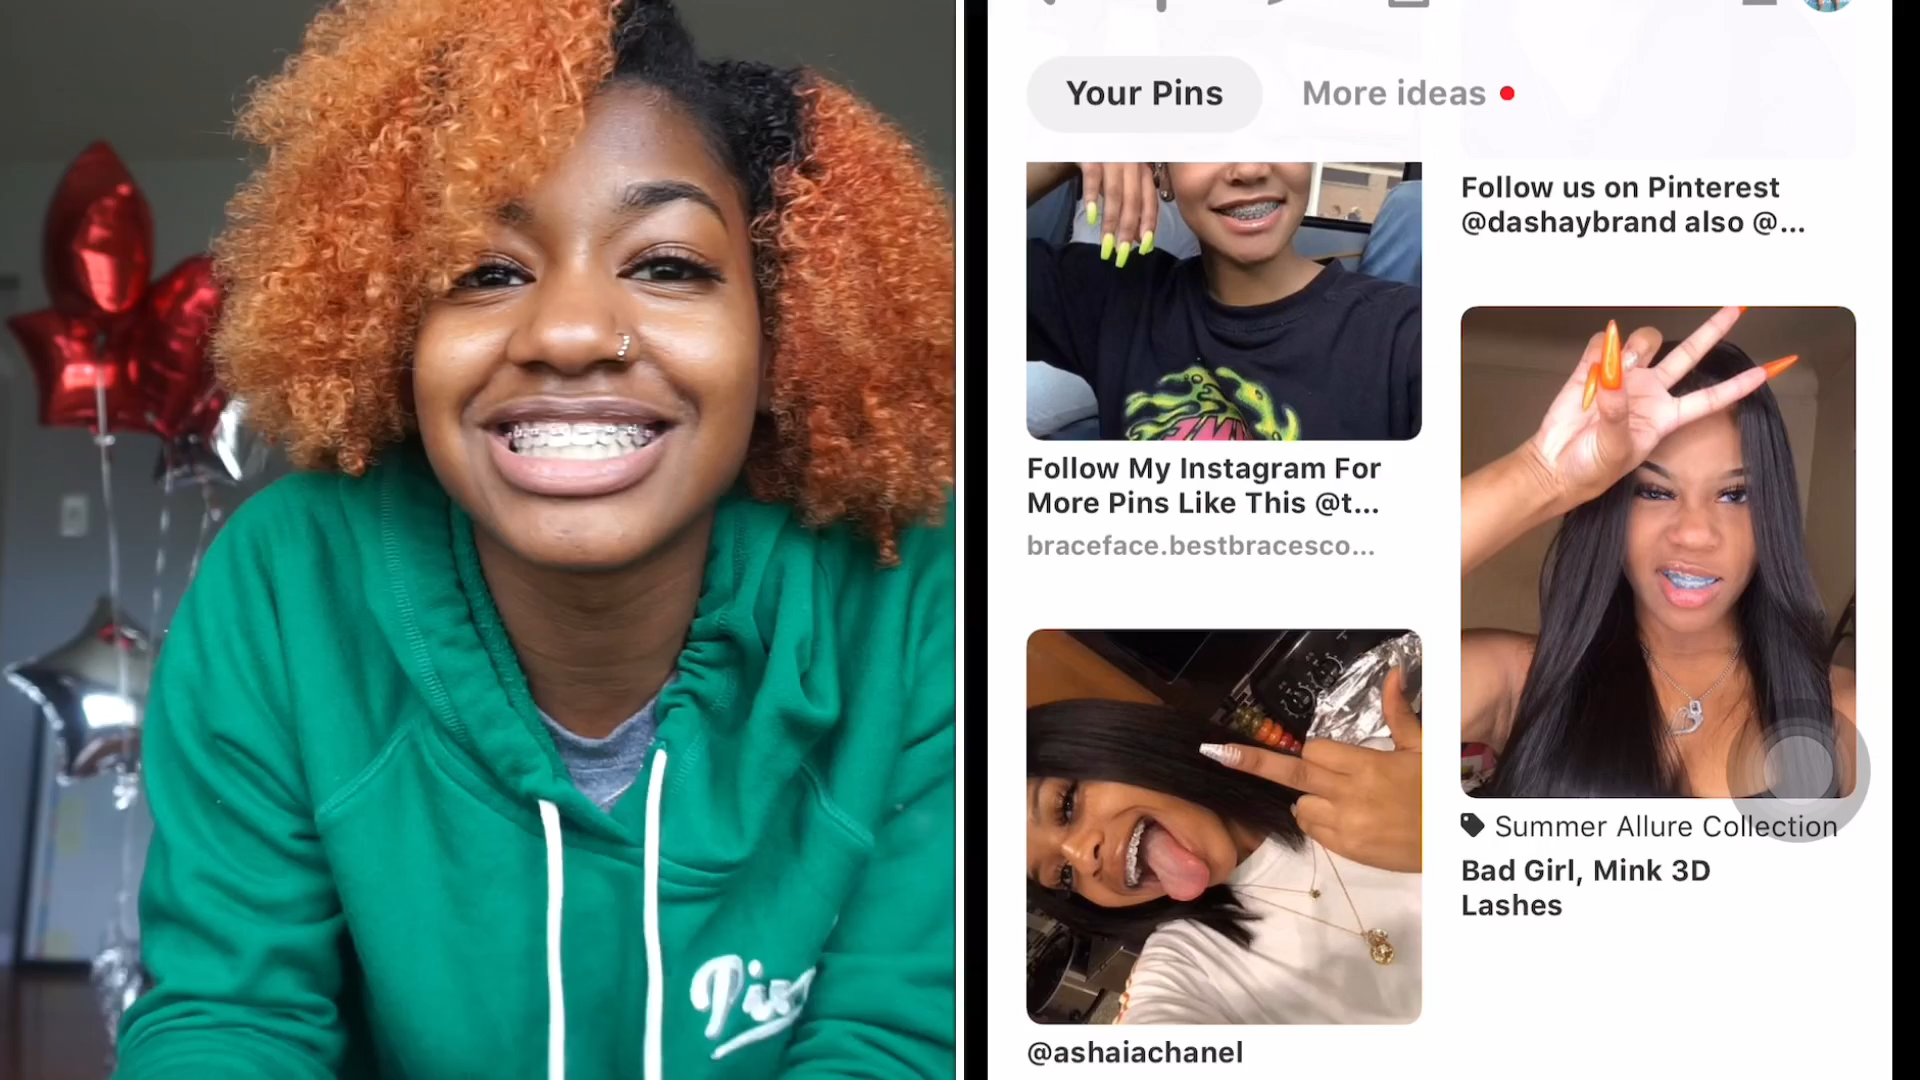 Your Pins
More ideas
Follow us on Pinterest
@dashaybrand also @...
Follow My Instagram For
More Pins Like This @t...
braceface.bestbracesco...
Summer Allure Collection
Bad Girl, Mink 3D
Lashes
@ashaiachanel